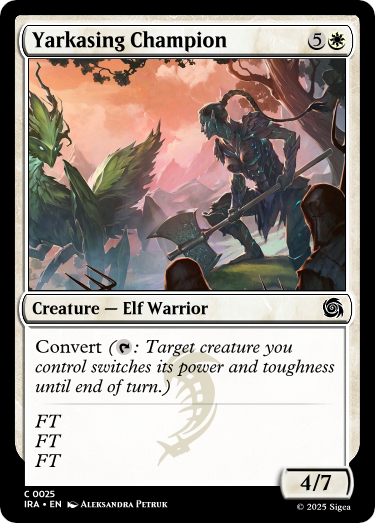 Yarkasing Champion 5
Creature — Elf Warrior
Convert (: Target creature you
control switches its power and toughness
until end of turn.)
FT
FT
FT
4/7
C 0025
IRA • EN Aleksandra Petruk
© 2025 Sigea